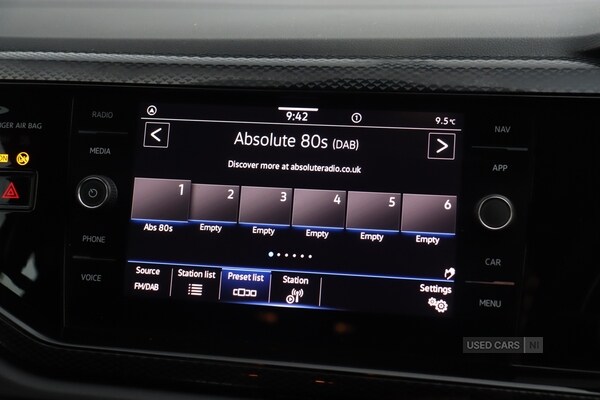 RADIO
MEDIA
PHONE
VOICE
NGER AIR BAG
ON
9:42
9.5°C
Absolute 80s (DAB)
Discover more at absoluteradio.co.uk
1 2 3 4 5 6
Abs 80s Empty Empty Empty Empty Empty
Source
FM/DAB
Station list
Preset list
Station
Settings
NAV
APP
CAR
MENU
USED CARS NI